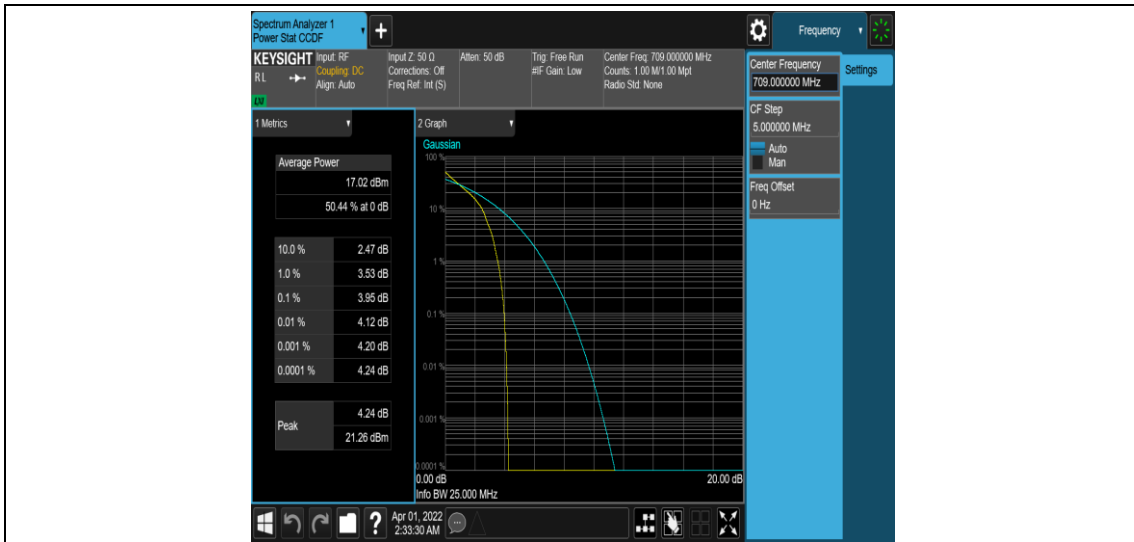 Spectrum Analyzer 1
Power Stat CCDF
+
Frequency
KEYSIGHT
RL
LXI
Input: RF
Coupling: DC
Align: Auto
Input Z: 50 Ω
Corrections: Off
Freq Ref: Int (S)
Atten: 50 dB
Trig: Free Run
#IF Gain: Low
Center Freq: 709.000000 MHz
Counts: 1.00 M/1.00 Mpt
Radio Std: None
Center Frequency
709.000000 MHz
Settings
CF Step
5.000000 MHz
Auto
Man
Freq Offset
0 Hz
1 Metrics
Average Power
17.02 dBm
50.44 % at 0 dB
10.0 % 2.47 dB
1.0 % 3.53 dB
0.1 % 3.95 dB
0.01 % 4.12 dB
0.001 % 4.20 dB
0.0001 % 4.24 dB
Peak
4.24 dB
21.26 dBm
2 Graph
Gaussian
100 %
10 %
1 %
0.1 %
0.01 %
0.001 %
0.0001 %
0.00 dB 20.00 dB
Info BW 25.000 MHz
?
Apr 01, 2022
2:33:30 AM